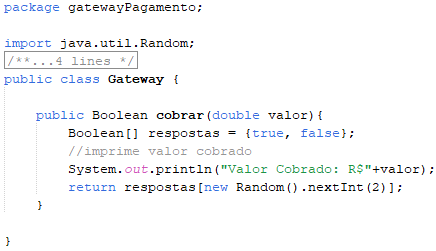 package gatewayPagamento;
import java.util.Random;
/**...4 lines */
public class Gateway {
public Boolean cobrar(double valor){
Boolean[] respostas = {true, false};
//imprime valor cobrado
System.out.println("Valor Cobrado: R$"+valor);
return respostas[new Random().nextInt(2)];
}
}